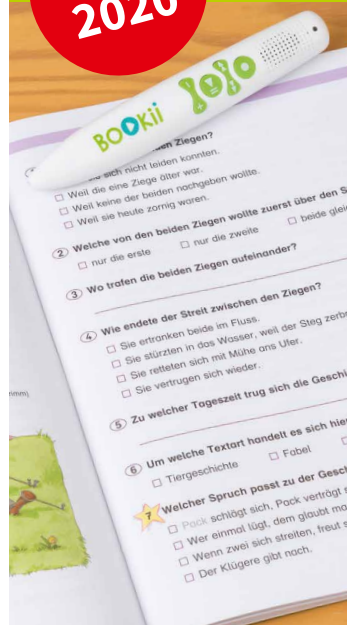 2020
BOOKii JoJo
den Ziegen?
sich nicht leiden konnten.
Weil die eine Ziege älter war.
Weil keine der beiden nachgeben wollte.
Weil sie heute zornig waren.
2 Welche von den beiden Ziegen wollte zuerst über den S
nur die erste nur die zweite beide glei
3 Wo trafen die beiden Ziegen aufeinander?
4 Wie endete der Streit zwischen den Ziegen?
Sie ertranken beide im Fluss.
Sie stürzten in das Wasser, weil der Steg zerbr
Sie retteten sich mit Mühe ans Ufer.
Sie vertrugen sich wieder.
5 Zu welcher Tageszeit trug sich die Geschi
6 Um welche Textart handelt es sich hie
Tiergeschichte Fabel
7 Welcher Spruch passt zu der Gesch
Pack schlägt sich, Pack verträgt s
Wer einmal lügt, dem glaubt ma
Wenn zwei sich streiten, freut s
Der Klügere gibt nach.